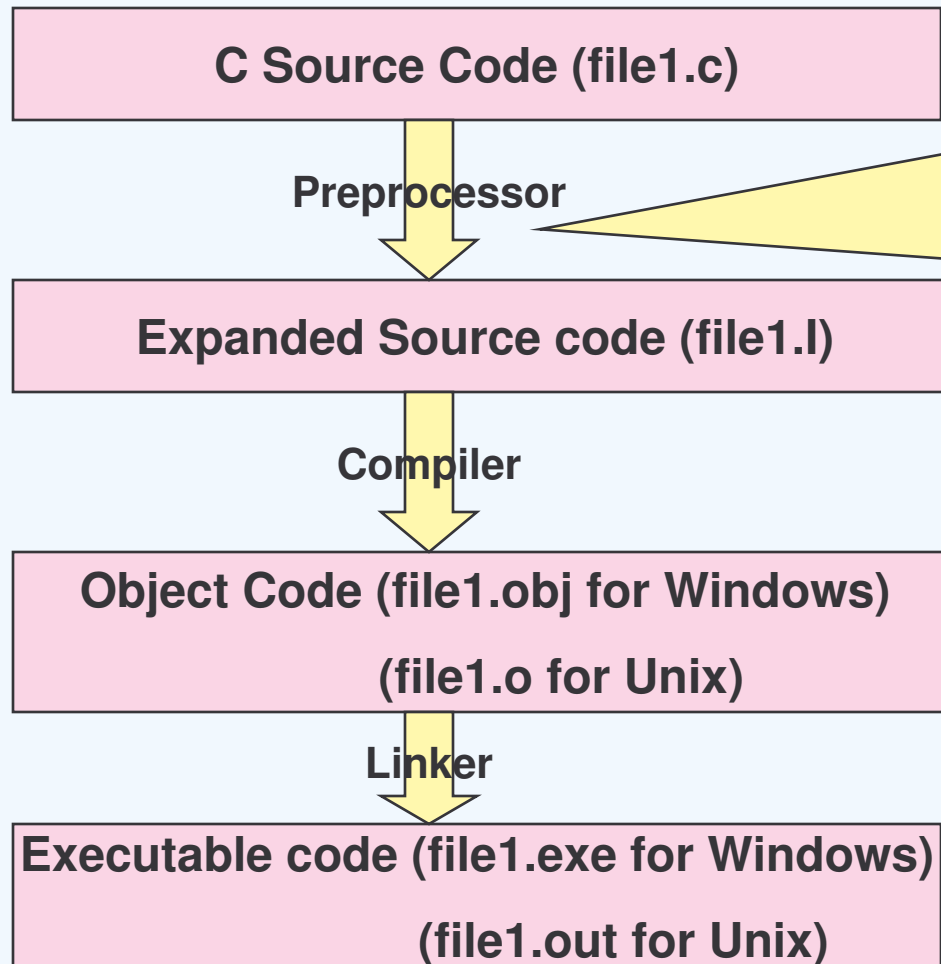 C Source Code (file1.c)
Preprocessor
Expanded Source code (file1.I)
Compiler
Object Code (file1.obj for Windows)
(file1.o for Unix)
Linker
Executable code (file1.exe for Windows)
(file1.out for Unix)